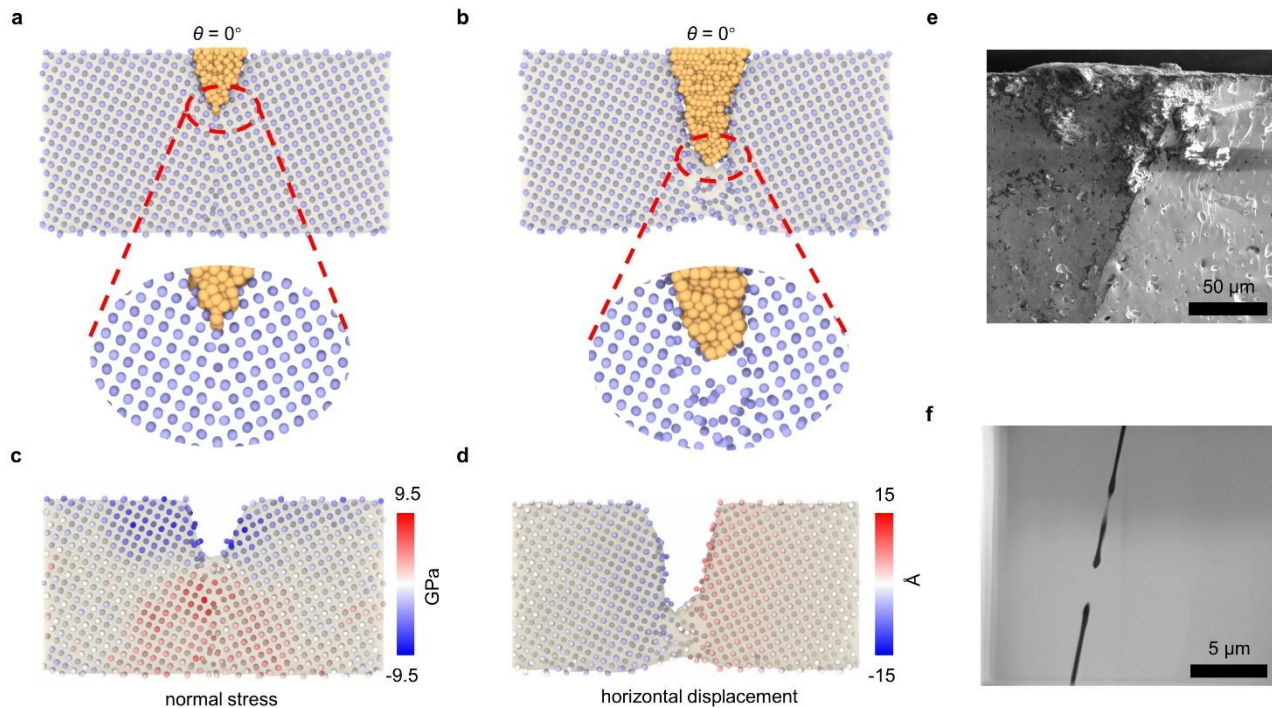 a
θ = 0°
b
θ = 0°
e
50 µm
c
9.5
GPa
-9.5
normal stress
d
15
Å
-15
horizontal displacement
f
5 µm